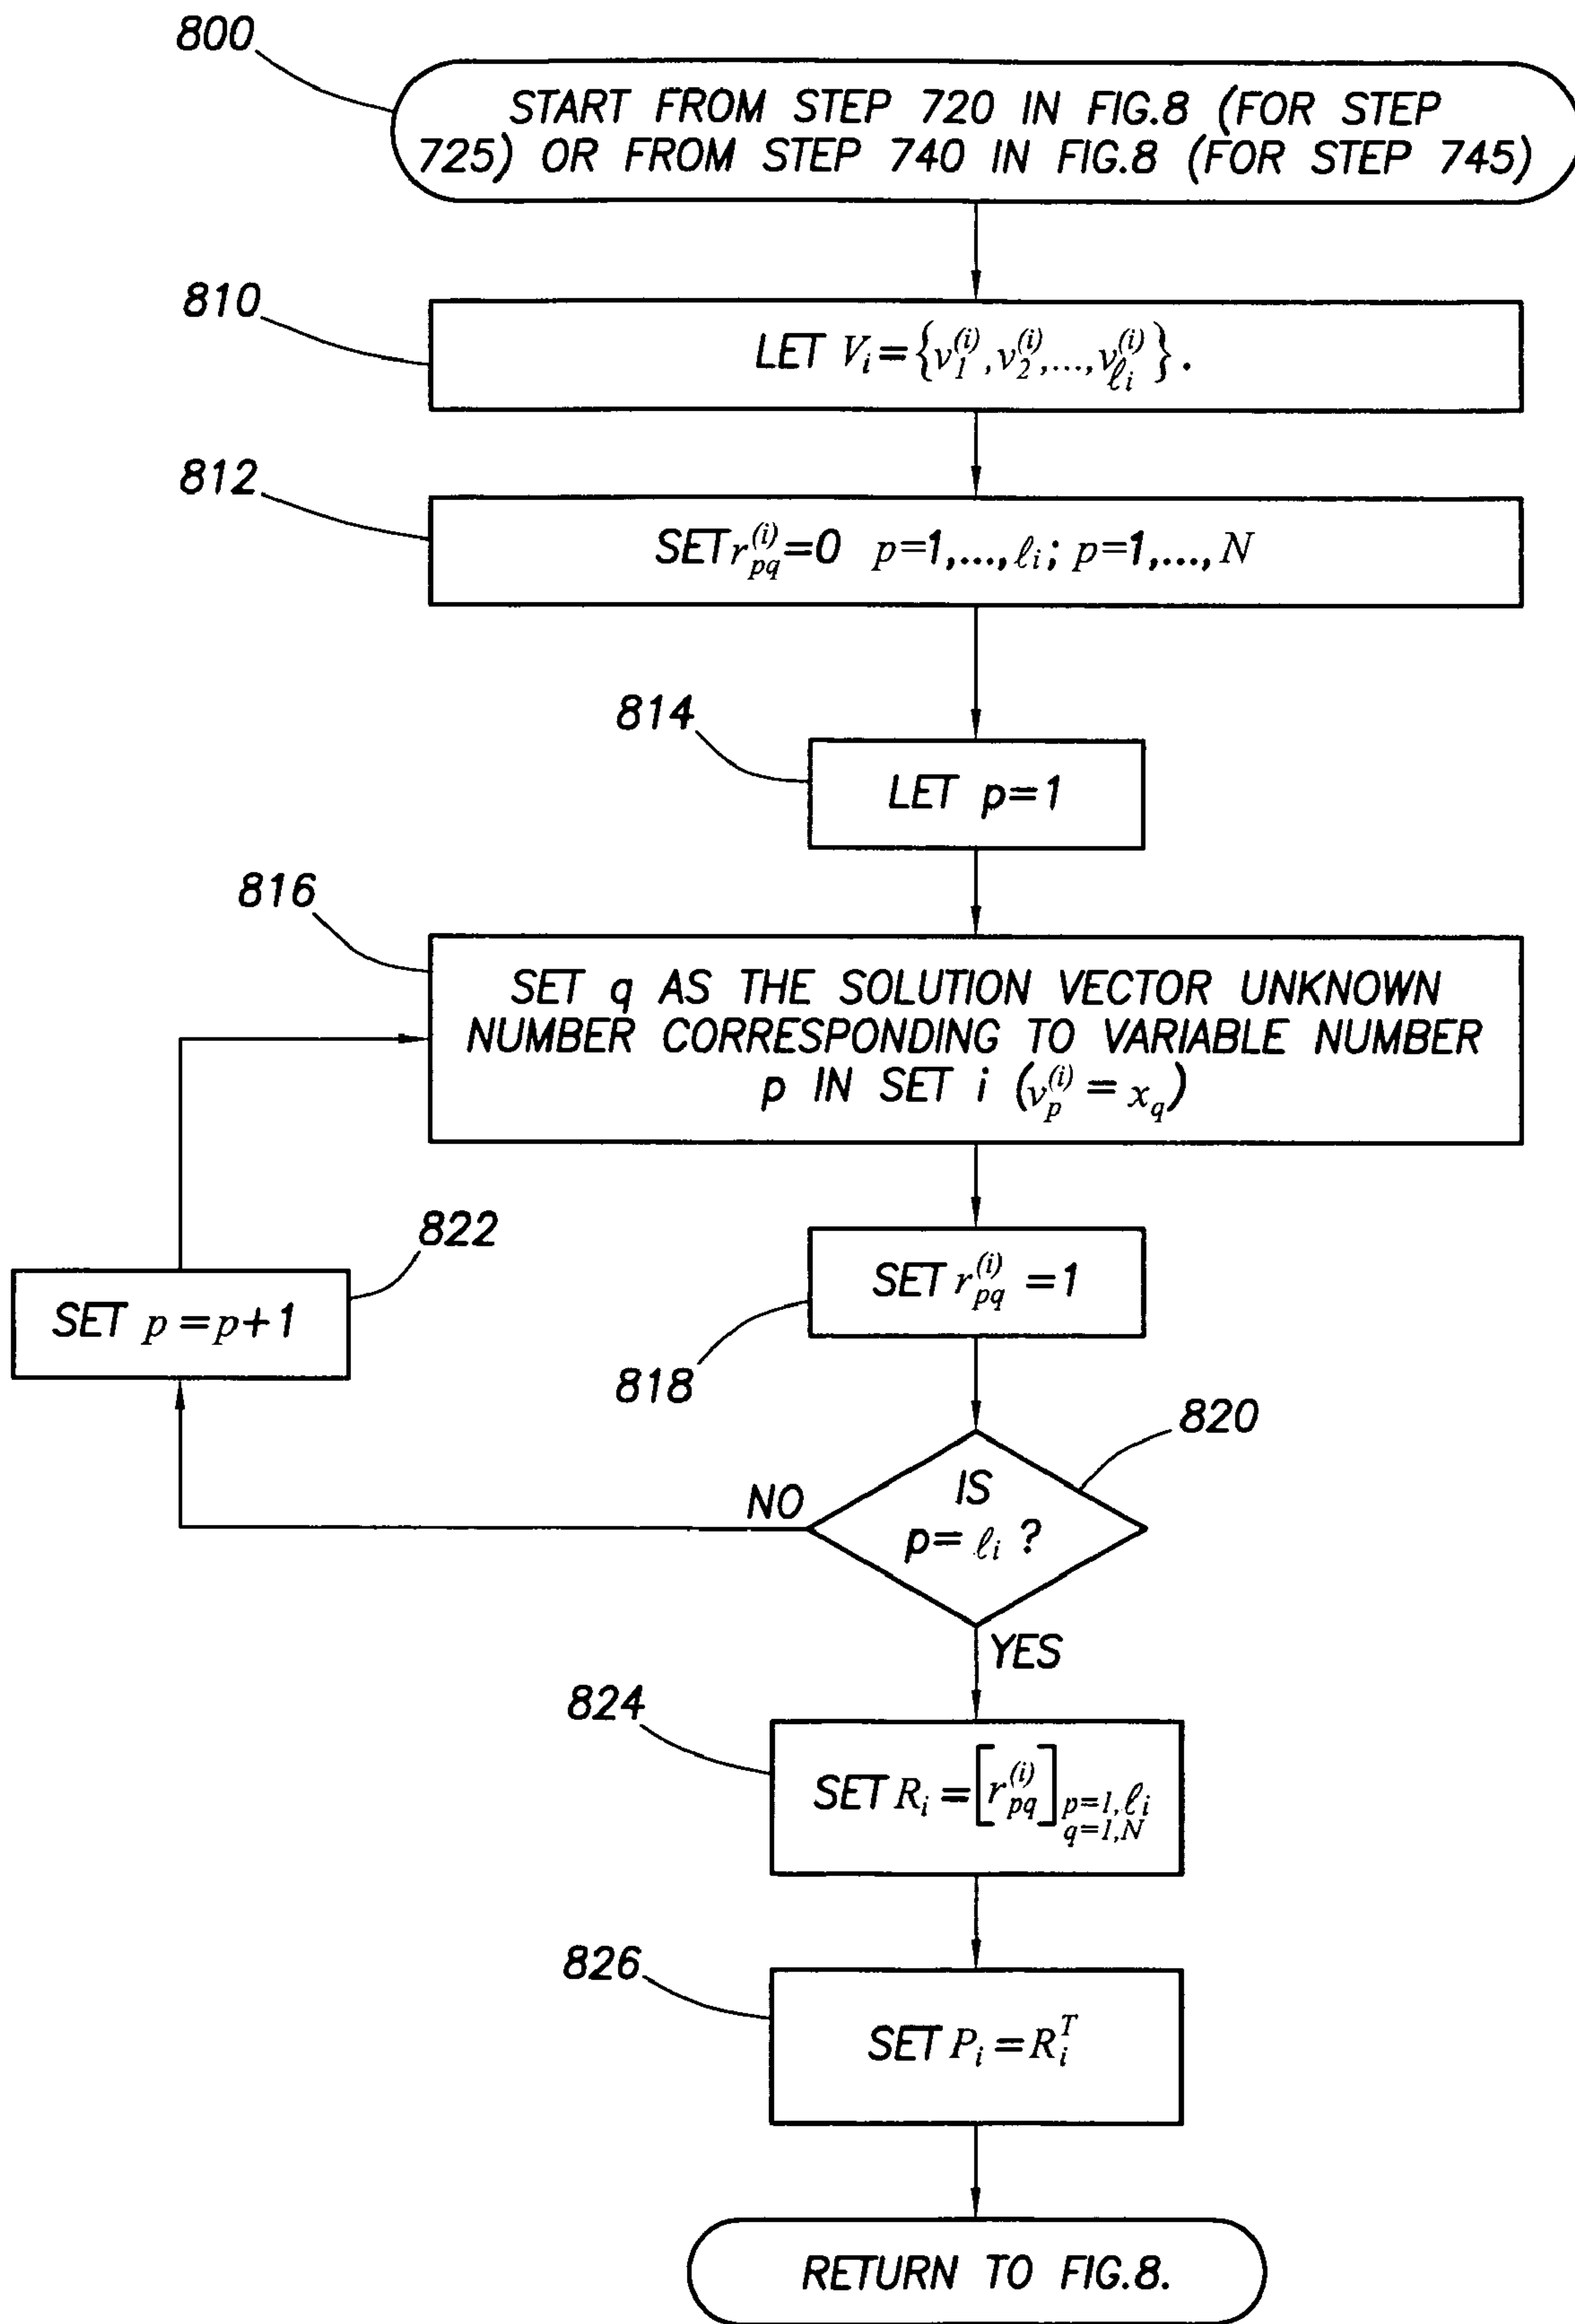 800
START FROM STEP 720 IN FIG.8 (FOR STEP
725) OR FROM STEP 740 IN FIG.8 (FOR STEP 745)
810
LET V_i={v_1^(i),v_2^(i),...,v_ℓi^(i)}.
812
SET r_pq^(i)=0 p=1,...,ℓ_i; p=1,...,N
814
LET p=1
816
SET q AS THE SOLUTION VECTOR UNKNOWN
NUMBER CORRESPONDING TO VARIABLE NUMBER
p IN SET i (v_p^(i)=x_q)
822
SET p=p+1
SET r_pq^(i)=1
818
820
IS
p=ℓ_i ?
NO
YES
824
SET R_i=[r_pq^(i)]p=1,ℓ_i
q=1,N
826
SET P_i=R_i^T
RETURN TO FIG.8.